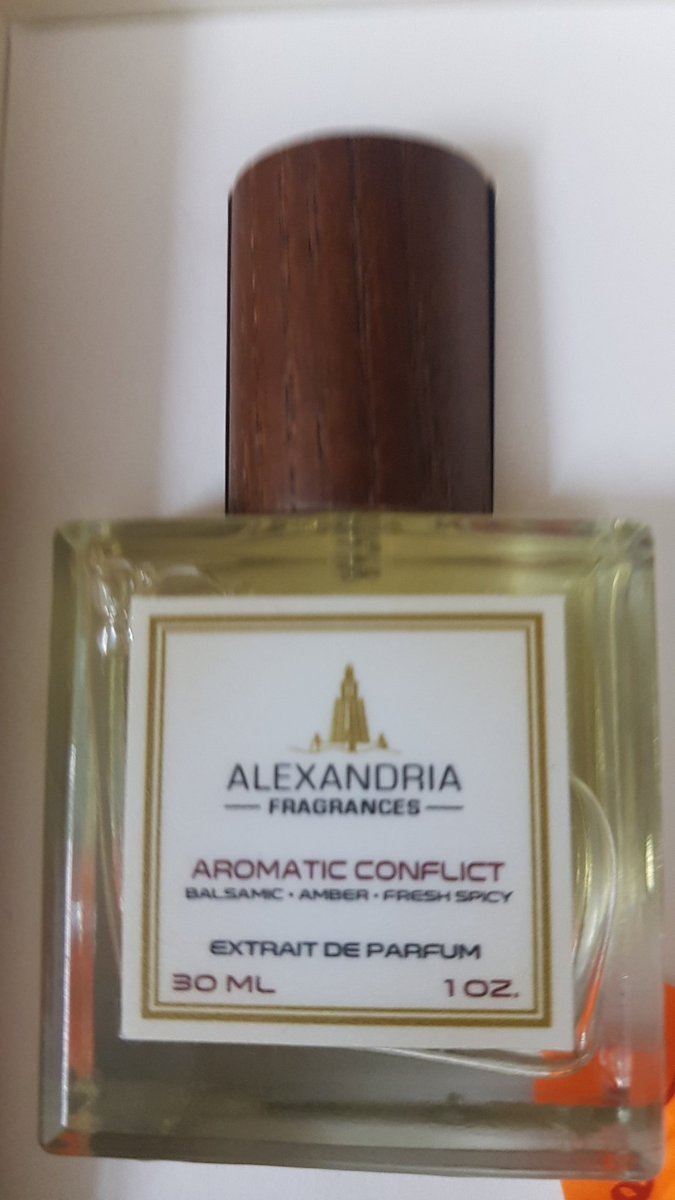 ALEXANDRIA
FRAGRANCES
AROMATIC CONFLICT
BALSAMIC • AMBER • FRESH SPICY
EXTRAIT DE PARFUM
30 ML 1 OZ.